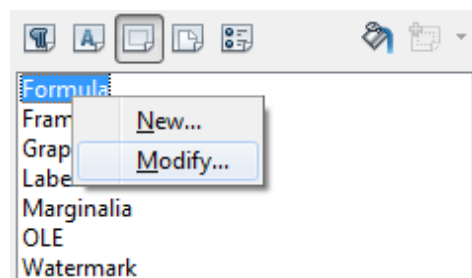 Formula
Fram
New...
Grap
Modify...
Labe
Marginalia
OLE
Watermark